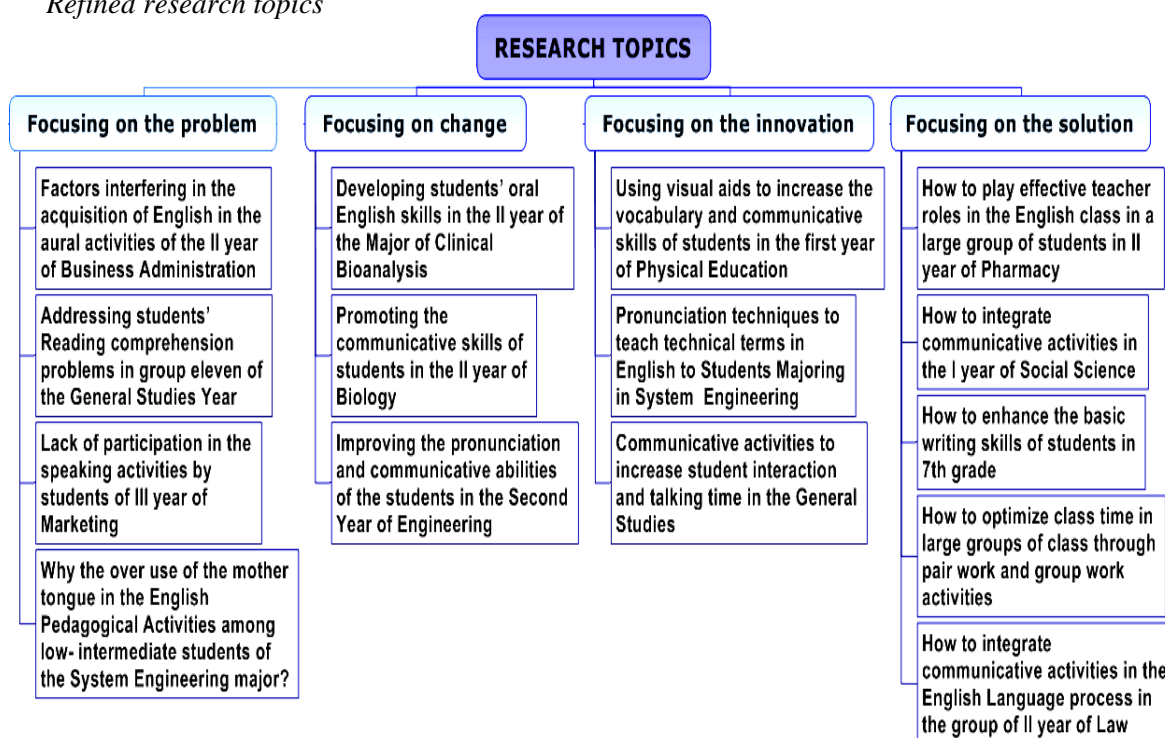 Refined research topics
RESEARCH TOPICS
Focusing on the problem
Factors interfering in the
acquisition of English in the
aural activities of the II year
of Business Administration
Addressing students’
Reading comprehension
problems in group eleven of
the General Studies Year
Lack of participation in the
speaking activities by
students of III year of
Marketing
Why the over use of the mother
tongue in the English
Pedagogical Activities among
low- intermediate students of
the System Engineering major?
Focusing on change
Developing students’ oral
English skills in the II year of
the Major of Clinical
Bioanalysis
Promoting the
communicative skills of
students in the II year of
Biology
Improving the pronunciation
and communicative abilities
of the students in the Second
Year of Engineering
Focusing on the innovation
Using visual aids to increase the
vocabulary and communicative
skills of students in the first year
of Physical Education
Pronunciation techniques to
teach technical terms in
English to Students Majoring
in System Engineering
Communicative activities to
increase student interaction
and talking time in the General
Studies
Focusing on the solution
How to play effective teacher
roles in the English class in a
large group of students in II
year of Pharmacy
How to integrate
communicative activities in
the I year of Social Science
How to enhance the basic
writing skills of students in
7th grade
How to optimize class time in
large groups of class through
pair work and group work
activities
How to integrate
communicative activities in the
English Language process in
the group of II year of Law